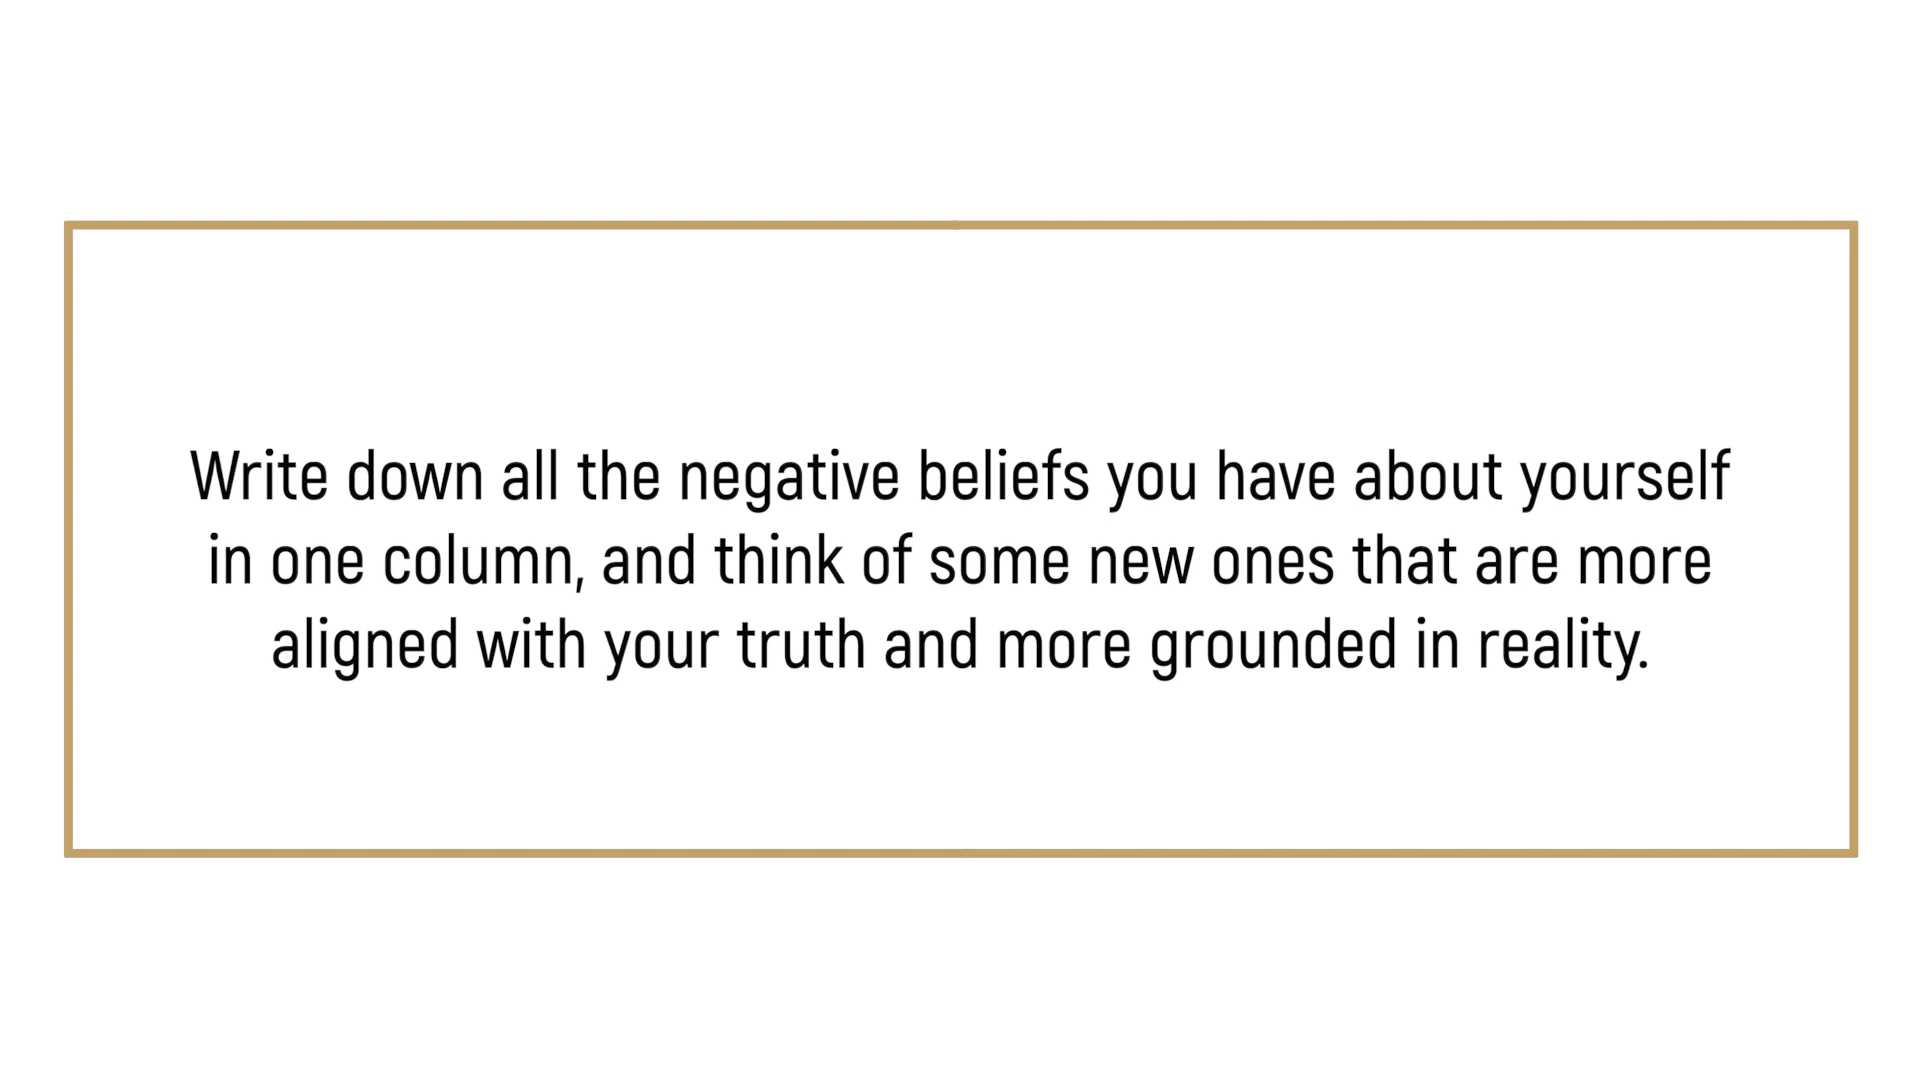 Write down all the negative beliefs you have about yourself
in one column, and think of some new ones that are more
aligned with your truth and more grounded in reality.